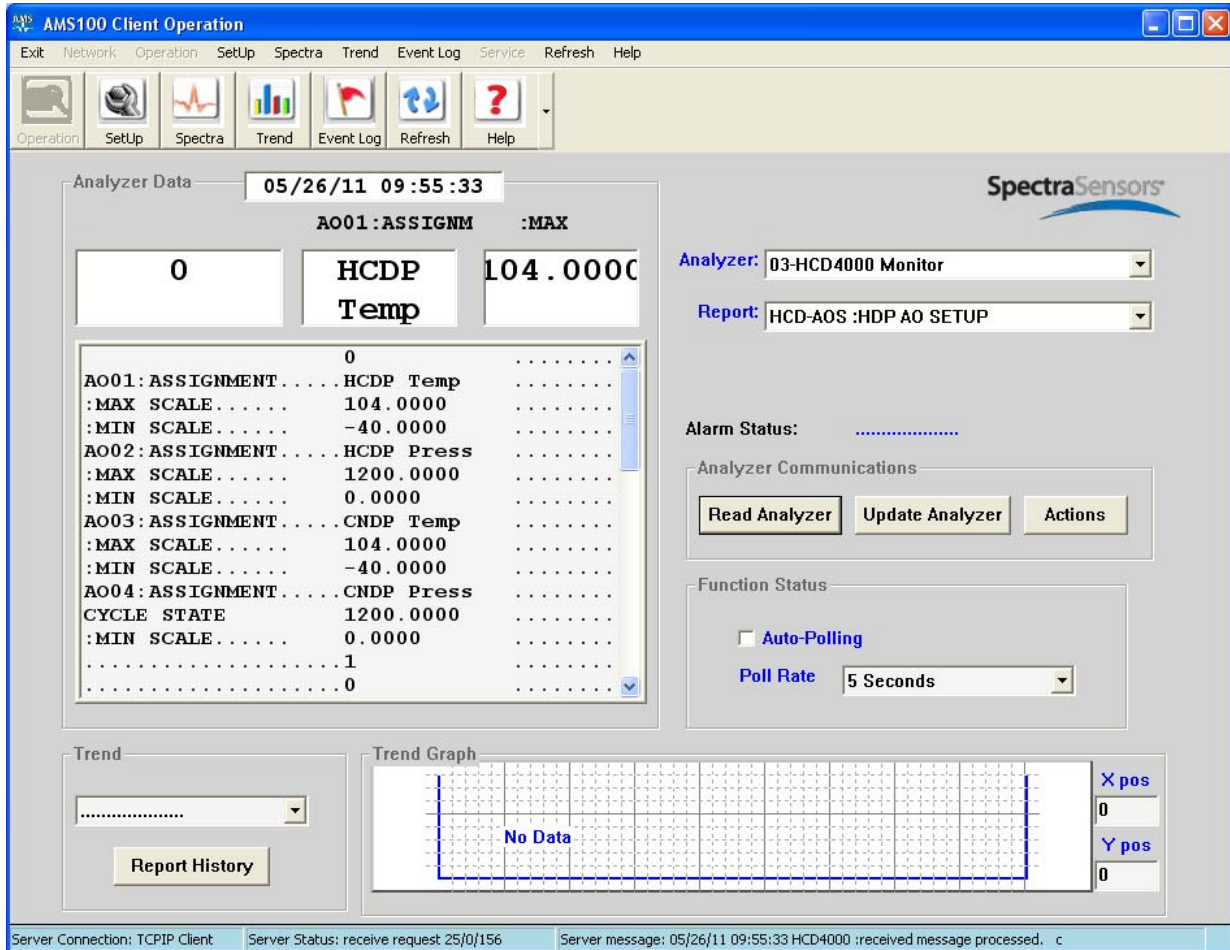 AMS100 Client Operation
Exit Network Operation SetUp Spectra Trend Event Log Service Refresh Help
Operation SetUp Spectra Trend Event Log Refresh Help
Analyzer Data
05/26/11 09:55:33
AO01:ASSIGNM :MAX
0 HCDP Temp 104.0000
0 ........
AO01:ASSIGNMENT.....HCDP Temp ........
:MAX SCALE...... 104.0000 ........
:MIN SCALE...... -40.0000 ........
AO02:ASSIGNMENT.....HCDP Press ........
:MAX SCALE...... 1200.0000 ........
:MIN SCALE...... 0.0000 ........
AO03:ASSIGNMENT.....CNDP Temp ........
:MAX SCALE...... 104.0000 ........
:MIN SCALE...... -40.0000 ........
AO04:ASSIGNMENT.....CNDP Press ........
CYCLE STATE 1200.0000 ........
:MIN SCALE...... 0.0000 ........
....................1 ........
....................0 ........
SpectraSensors
Analyzer: 03-HCD4000 Monitor
Report: HCD-AOS :HDP AO SETUP
Alarm Status: ....................
Analyzer Communications
Read Analyzer Update Analyzer Actions
Function Status
Auto-Polling
Poll Rate 5 Seconds
Trend
....................
Report History
Trend Graph
No Data
X pos
0
Y pos
0
Server Connection: TCPIP Client Server Status: receive request 25/0/156 Server message: 05/26/11 09:55:33 HCD4000 :received message processed. c